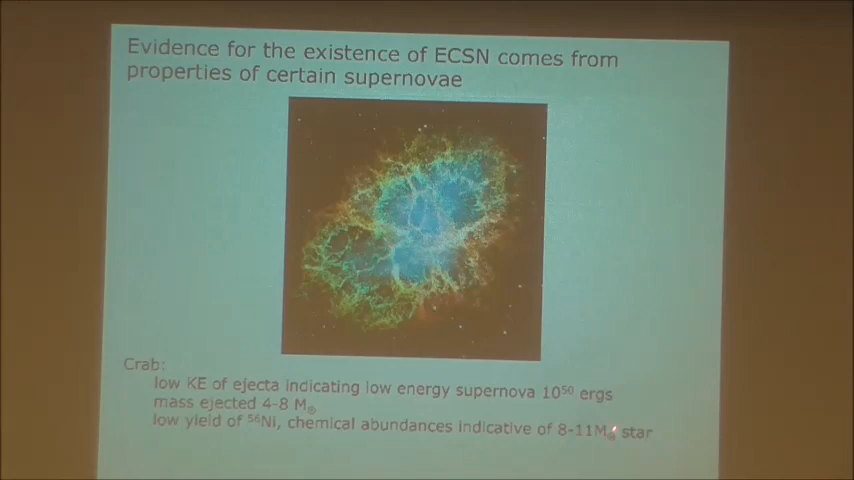 Evidence for the existence of ECSN comes from
properties of certain supernovae
Crab:
low KE of ejecta indicating low energy supernova 10⁵⁰ ergs
mass ejected 4-8 M☉
low yield of ⁵⁶Ni, chemical abundances indicative of 8-11M☉ star